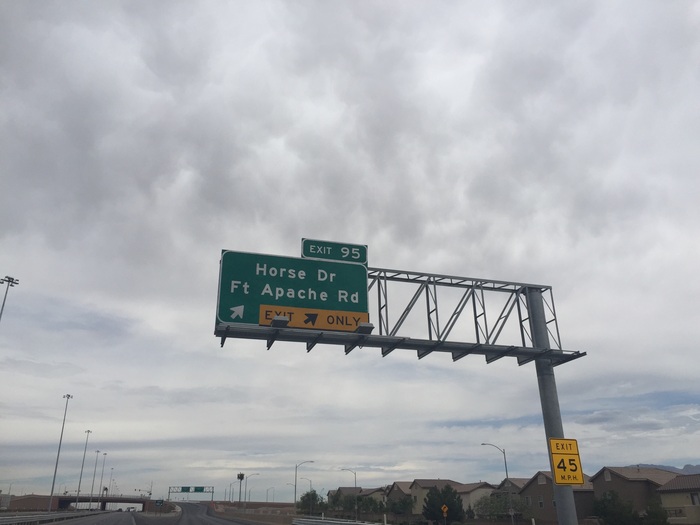 EXIT 95
Horse Dr
Ft Apache Rd
EXIT ONLY
EXIT
45
M.P.H.